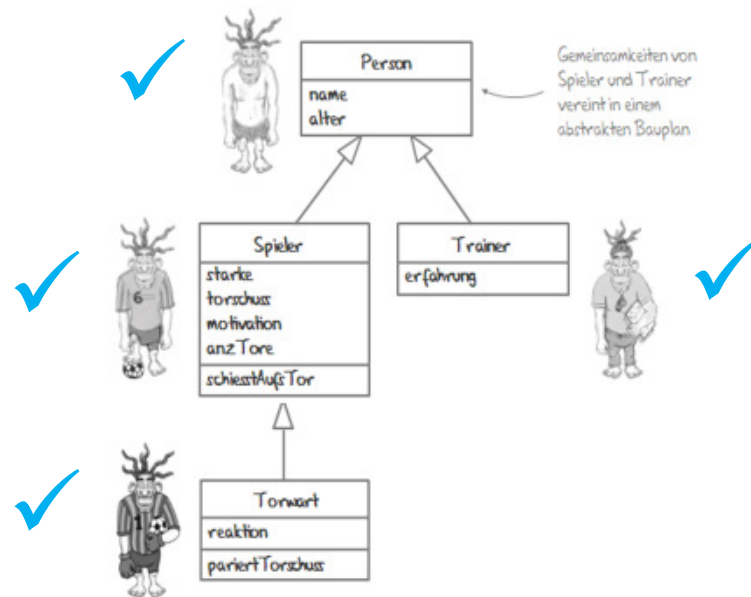 Person
name
alter
Gemeinsamkeiten von
Spieler und Trainer
vereint in einem
abstrakten Bauplan
Spieler
starke
torschuss
motivation
anzTore
schiesstAufsTor
Trainer
erfahrung
6
Torwart
reaktion
pariertTorschuss
1